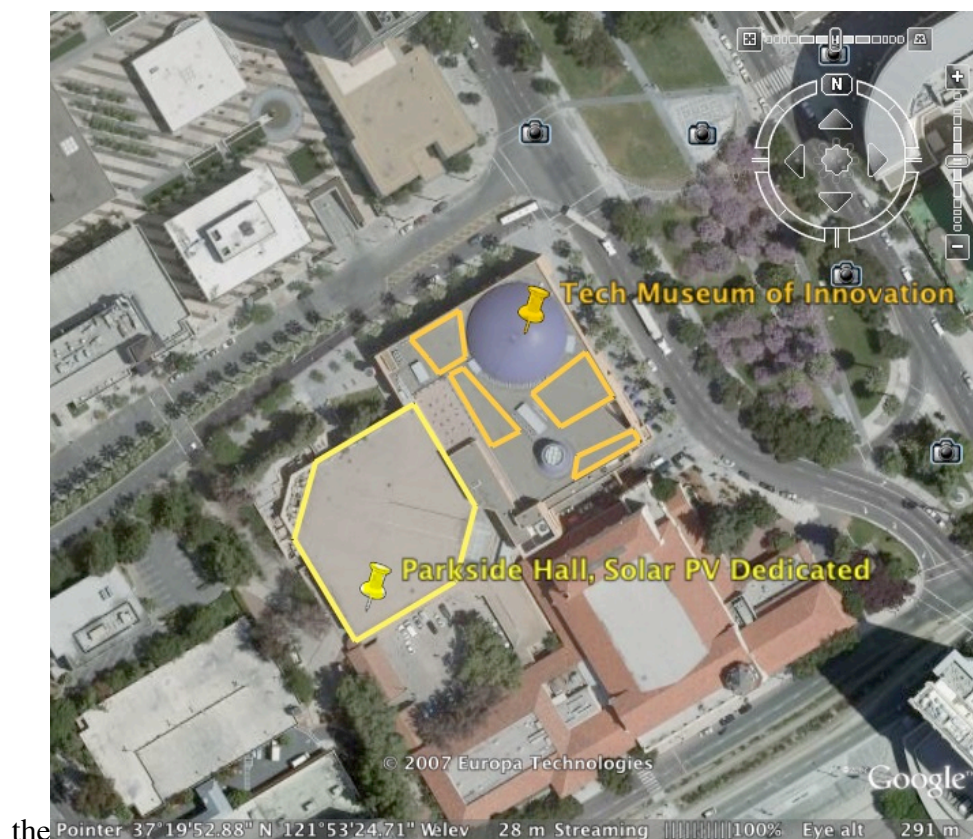 N
Tech Museum of Innovation
Parkside Hall, Solar PV Dedicated
© 2007 Europa Technologies
Google
the
Pointer 37°19'52.88" N 121°53'24.71" W elev 28 m Streaming ||||||||||100% Eye alt 291 m